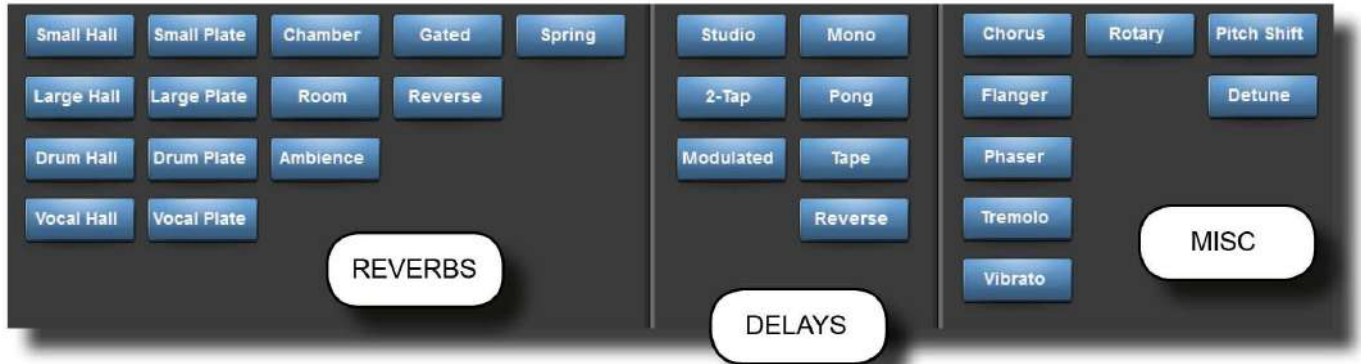 Small Hall Small Plate Chamber Gated Spring Studio Mono Chorus Rotary Pitch Shift
Large Hall Large Plate Room Reverse 2-Tap Pong Flanger Detune
Drum Hall Drum Plate Ambience Modulated Tape Phaser
Vocal Hall Vocal Plate Reverse Tremolo
MISC
REVERBS
Vibrato
DELAYS